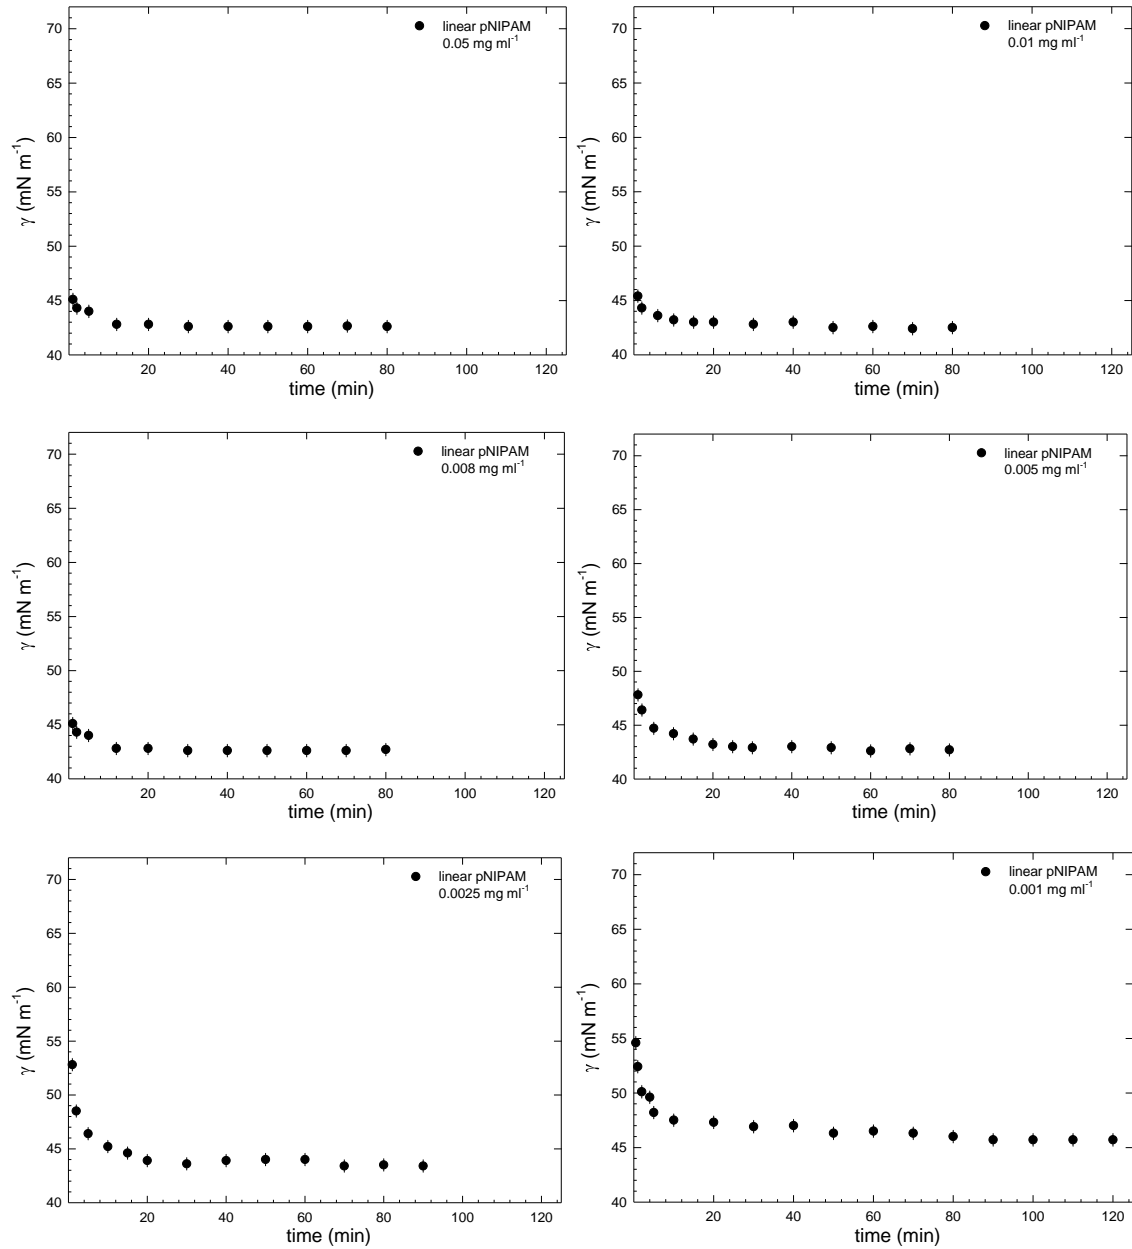 70
65
60
55
50
45
40
γ (mN m⁻¹)
linear pNIPAM
0.05 mg ml⁻¹
20 40 60 80 100 120
time (min)
70
65
60
55
50
45
40
γ (mN m⁻¹)
linear pNIPAM
0.01 mg ml⁻¹
20 40 60 80 100 120
time (min)
70
65
60
55
50
45
40
γ (mN m⁻¹)
linear pNIPAM
0.008 mg ml⁻¹
20 40 60 80 100 120
time (min)
70
65
60
55
50
45
40
γ (mN m⁻¹)
linear pNIPAM
0.005 mg ml⁻¹
20 40 60 80 100 120
time (min)
70
65
60
55
50
45
40
γ (mN m⁻¹)
linear pNIPAM
0.0025 mg ml⁻¹
20 40 60 80 100 120
time (min)
70
65
60
55
50
45
40
γ (mN m⁻¹)
linear pNIPAM
0.001 mg ml⁻¹
20 40 60 80 100 120
time (min)